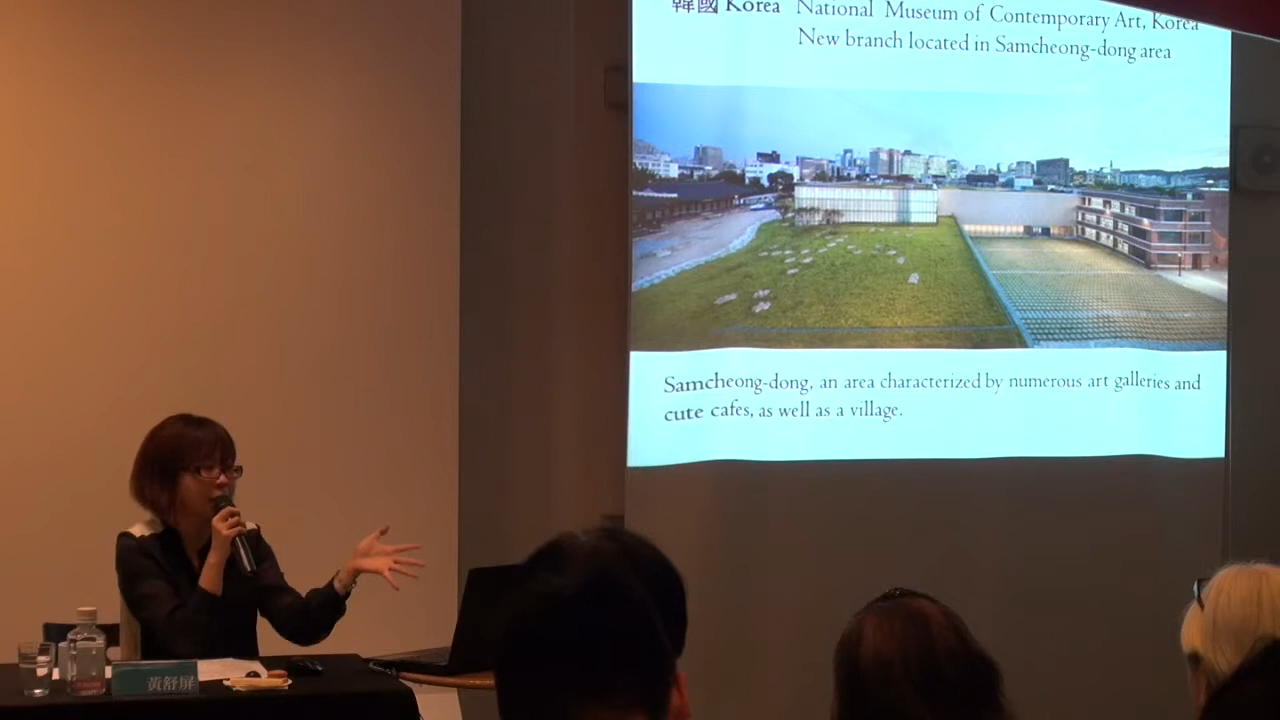 韓國 Korea National Museum of Contemporary Art, Korea
New branch located in Samcheong-dong area
Samcheong-dong, an area characterized by numerous art galleries and
cute cafes, as well as a village.
黃舒屏